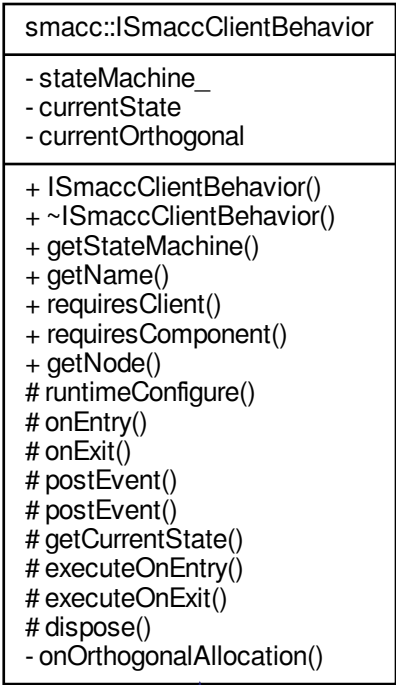 smacc::ISmaccClientBehavior
- stateMachine_
- currentState
- currentOrthogonal
+ ISmaccClientBehavior()
+ ~ISmaccClientBehavior()
+ getStateMachine()
+ getName()
+ requiresClient()
+ requiresComponent()
+ getNode()
# runtimeConfigure()
# onEntry()
# onExit()
# postEvent()
# postEvent()
# getCurrentState()
# executeOnEntry()
# executeOnExit()
# dispose()
- onOrthogonalAllocation()